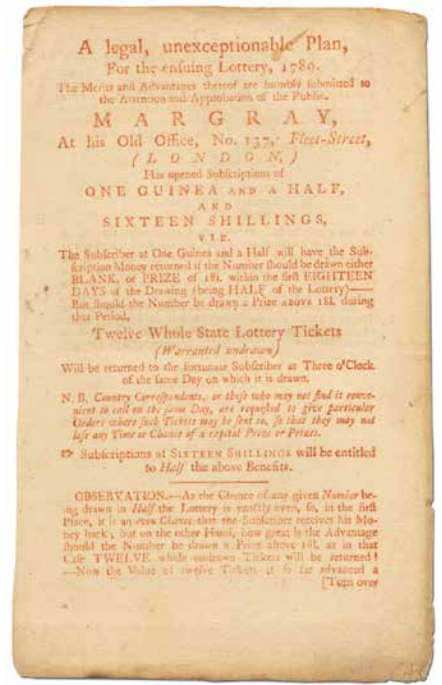 A legal, unexceptionable Plan,
For the enſuing Lottery, 1780.
The Merits and Advantages thereof are humbly ſubmitted to
the Attention and Approbation of the Public.
MARGRAY,
At his Old Office, No. 137, Fleet-Street,
(LONDON,)
Has opened Subſcriptions of
ONE GUINEA AND A HALF,
AND
SIXTEEN SHILLINGS,
VIZ.
The Subſcriber at One Guinea and a Half will have the Sub-
ſcription Money returned if the Number ſhould be drawn either
BLANK, or PRIZE of 18l. within the firſt EIGHTEEN
DAYS of the Drawing (being HALF of the Lottery)——
But ſhould the Number be drawn a Prize ABOVE 18l. during
that Period,
Twelve Whole State Lottery Tickets
(Warranted undrawn)
Will be returned to the fortunate Subſcriber at Three o'Clock
of the ſame Day on which it is drawn.
N. B. Country Correſpondents, or thoſe who may not find it conve-
nient to call on the ſame Day, are requeſted to give particular
Orders where ſuch Tickets may be ſent to, ſo that they may not
loſe any Time or Chance of a capital Prize or Prizes.
☞ Subſcriptions at SIXTEEN SHILLINGS will be entitled
to Half the above Benefits.
OBSERVATION.—As the Chance of any given Number be-
ing drawn in Half the Lottery is exactly even, ſo, in the firſt
Place, it is an even Chance that the Subſcriber receives his Mo-
ney back; but on the other Hand, how great is the Advantage
ſhould the Number be drawn a Prize above 18l. as in that
Caſe TWELVE whole undrawn Tickets will be returned!
—Now the Value of twelve Tickets at ſo far advanced a
[Turn over